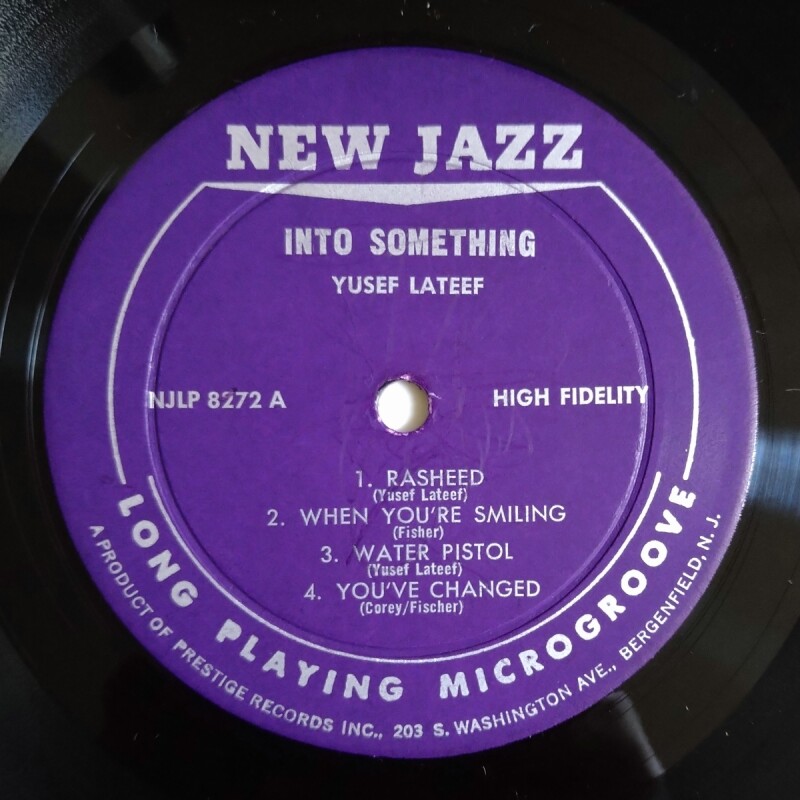 NEW JAZZ
INTO SOMETHING
YUSEF LATEEF
NJLP 8272 A
HIGH FIDELITY
1. RASHEED
(Yusef Lateef)
2. WHEN YOU'RE SMILING
(Fisher)
3. WATER PISTOL
(Yusef Lateef)
4. YOU'VE CHANGED
(Corey/Fischer)
LONG PLAYING MICROGROOVE
A PRODUCT OF PRESTIGE RECORDS INC., 203 S. WASHINGTON AVE., BERGENFIELD, N. J.